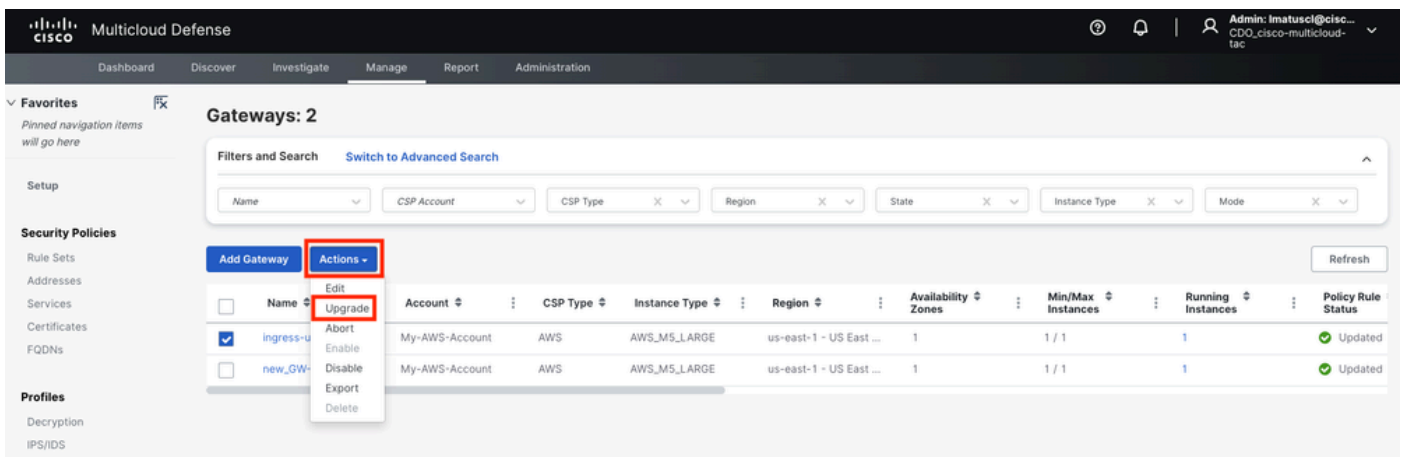 CISCO
Multicloud Defense
Admin: lmatuscl@cisc...
CDO_cisco-multicloud-
tac
Dashboard Discover Investigate Manage Report Administration
Favorites
Pinned navigation items
will go here
Setup
Security Policies
Rule Sets
Addresses
Services
Certificates
FQDNs
Profiles
Decryption
IPS/IDS
Gateways: 2
Filters and Search Switch to Advanced Search
Name CSP Account CSP Type Region State Instance Type Mode
Add Gateway Actions Refresh
Edit
Upgrade
Abort
Enable
Disable
Export
Delete
Name Account CSP Type Instance Type Region Availability Zones Min/Max Instances Running Instances Policy Rule Status
ingress-u My-AWS-Account AWS AWS_M5_LARGE us-east-1 - US East ... 1 1 / 1 1 Updated
new_GW- My-AWS-Account AWS AWS_M5_LARGE us-east-1 - US East ... 1 1 / 1 1 Updated